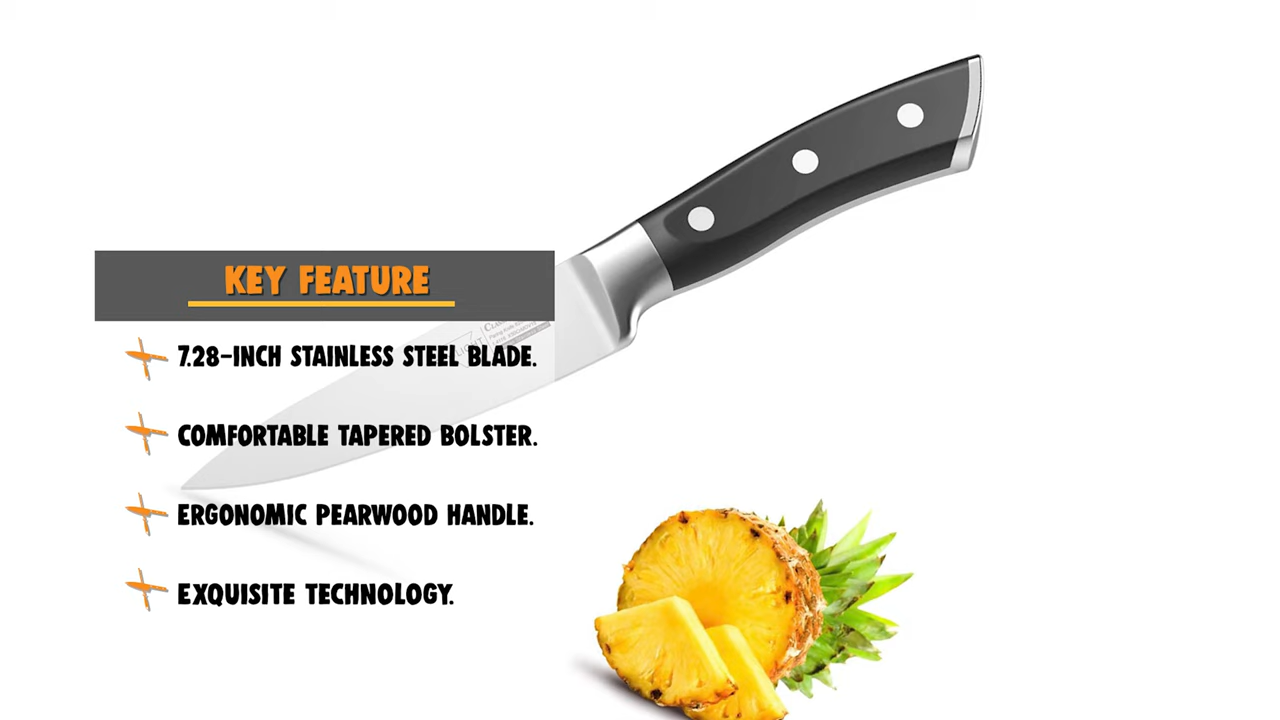 KEY FEATURE
7.28-INCH STAINLESS STEEL BLADE.
COMFORTABLE TAPERED BOLSTER.
ERGONOMIC PEARWOOD HANDLE.
EXQUISITE TECHNOLOGY.